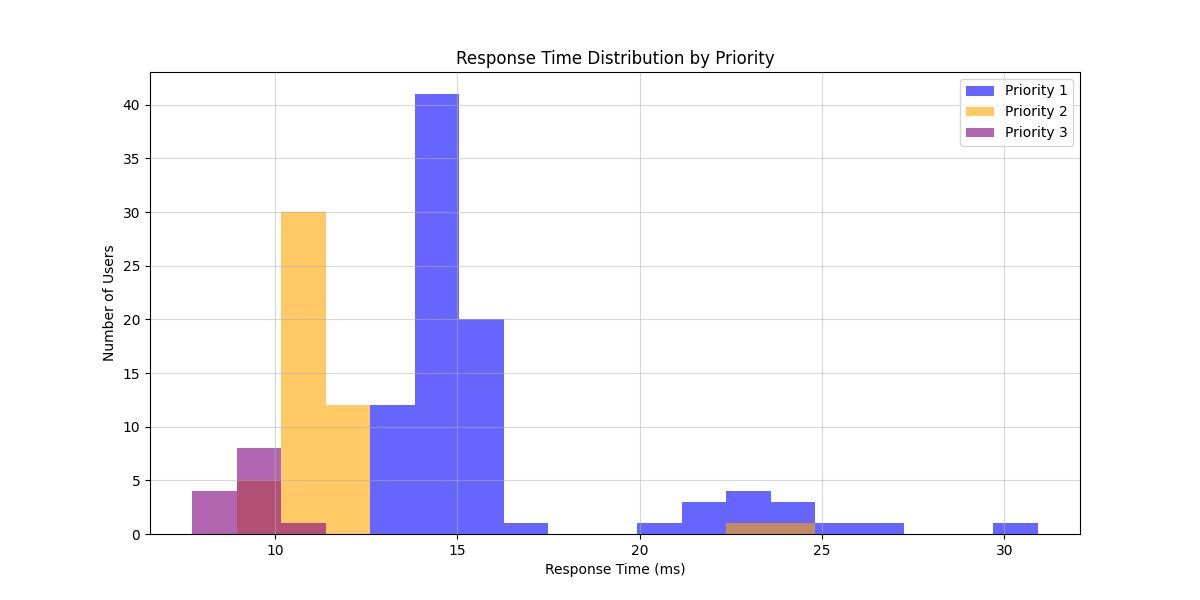 Response Time Distribution by Priority
Priority 1
Priority 2
Priority 3
Number of Users
40
35
30
25
20
15
10
5
0
10 15 20 25 30
Response Time (ms)